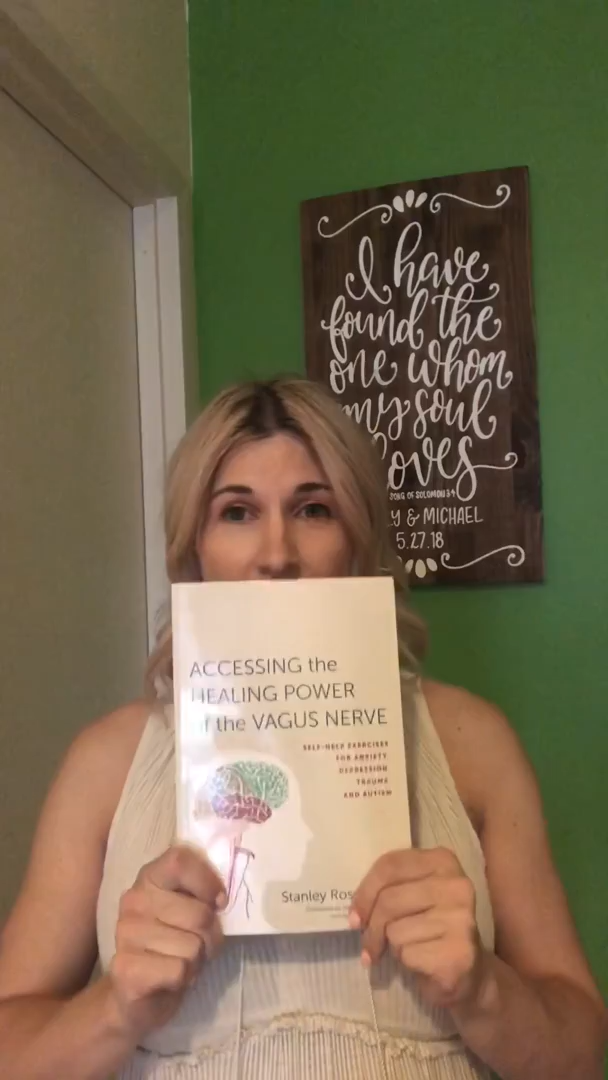 I have
found the
one whom
my soul
loves
SONG OF SOLOMON 3:4
& MICHAEL
5.27.18
ACCESSING the
HEALING POWER
of the VAGUS NERVE
SELF-HELP EXERCISES
FOR ANXIETY,
DEPRESSION,
TRAUMA,
AND AUTISM
Stanley